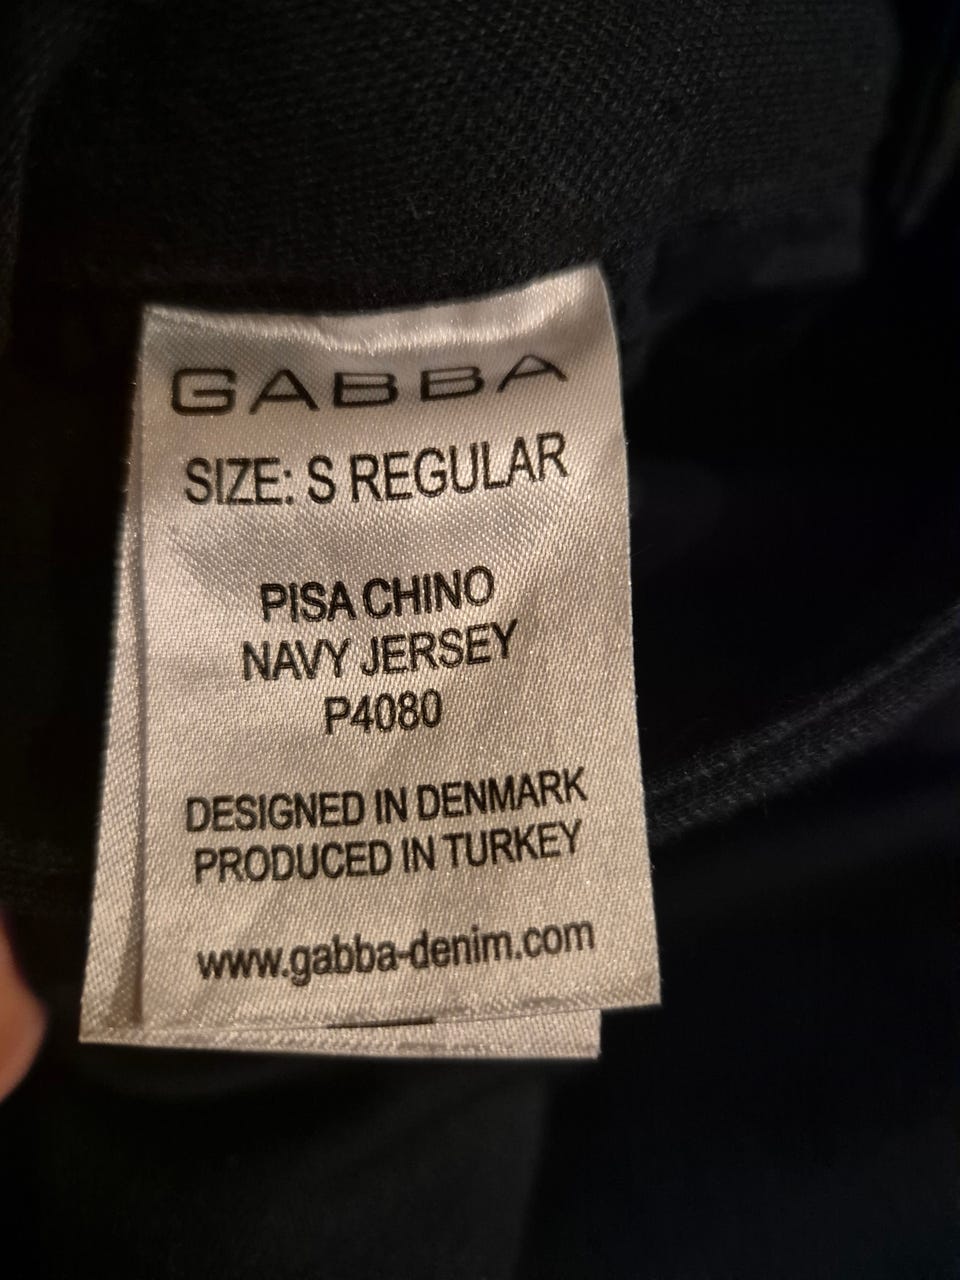 GABBA
SIZE: S REGULAR
PISA CHINO
NAVY JERSEY
P4080
DESIGNED IN DENMARK
PRODUCED IN TURKEY
www.gabba-denim.com